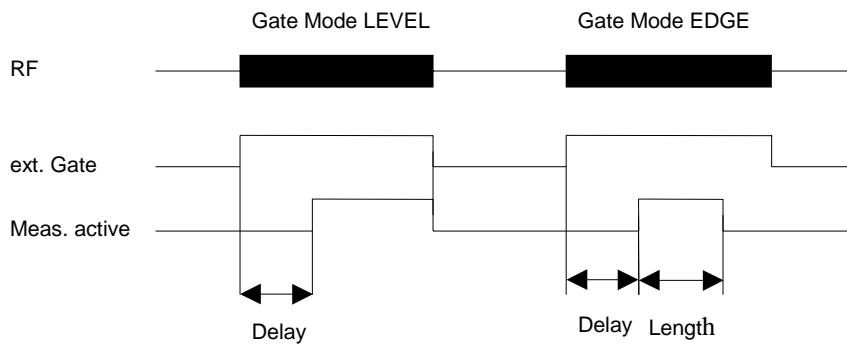 Gate Mode LEVEL
Gate Mode EDGE
RF
ext. Gate
Meas. active
Delay
Delay
Length